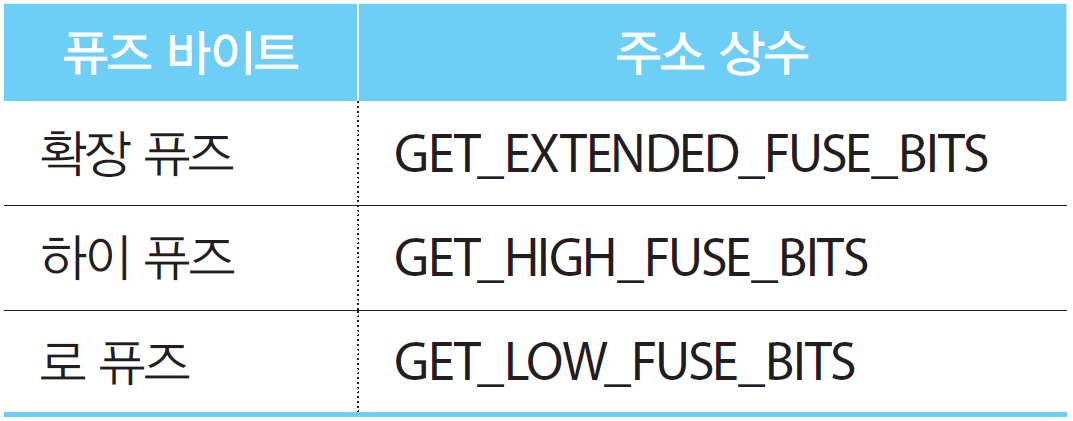 퓨즈 바이트 주소 상수
확장 퓨즈 GET_EXTENDED_FUSE_BITS
하이 퓨즈 GET_HIGH_FUSE_BITS
로 퓨즈 GET_LOW_FUSE_BITS